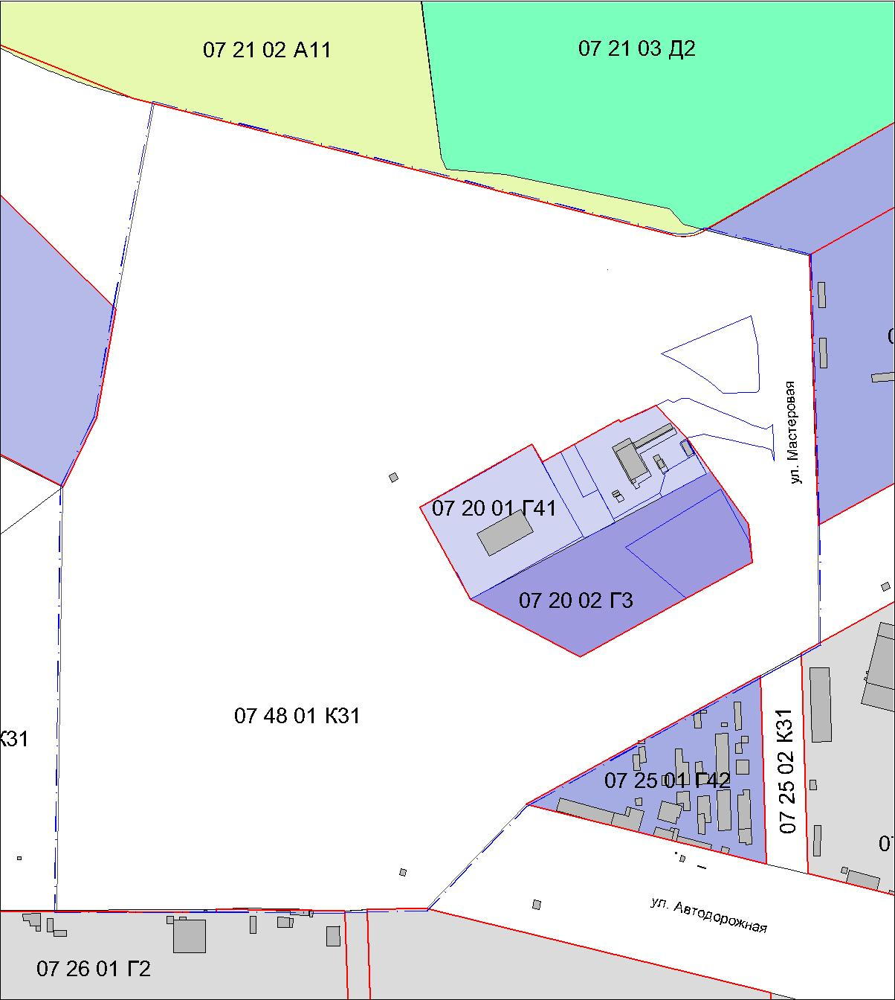 07 21 02 А11
07 21 03 Д2
ул. Мастеровая
07 20 01 Г41
07 20 02 Г3
07 48 01 К31
К31
07 25 02 К31
07 25 01 Г42
ул. Автодорожная
07 26 01 Г2